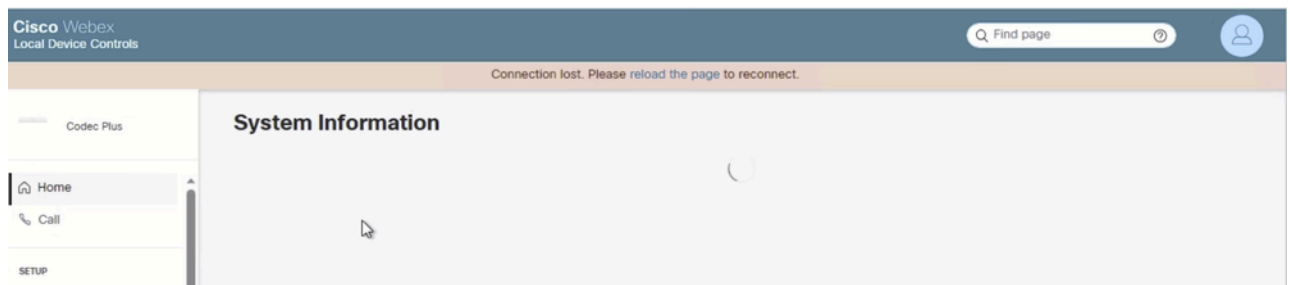 Cisco Webex
Local Device Controls
Find page
Connection lost. Please reload the page to reconnect.
Codec Plus
System Information
Home
Call
SETUP